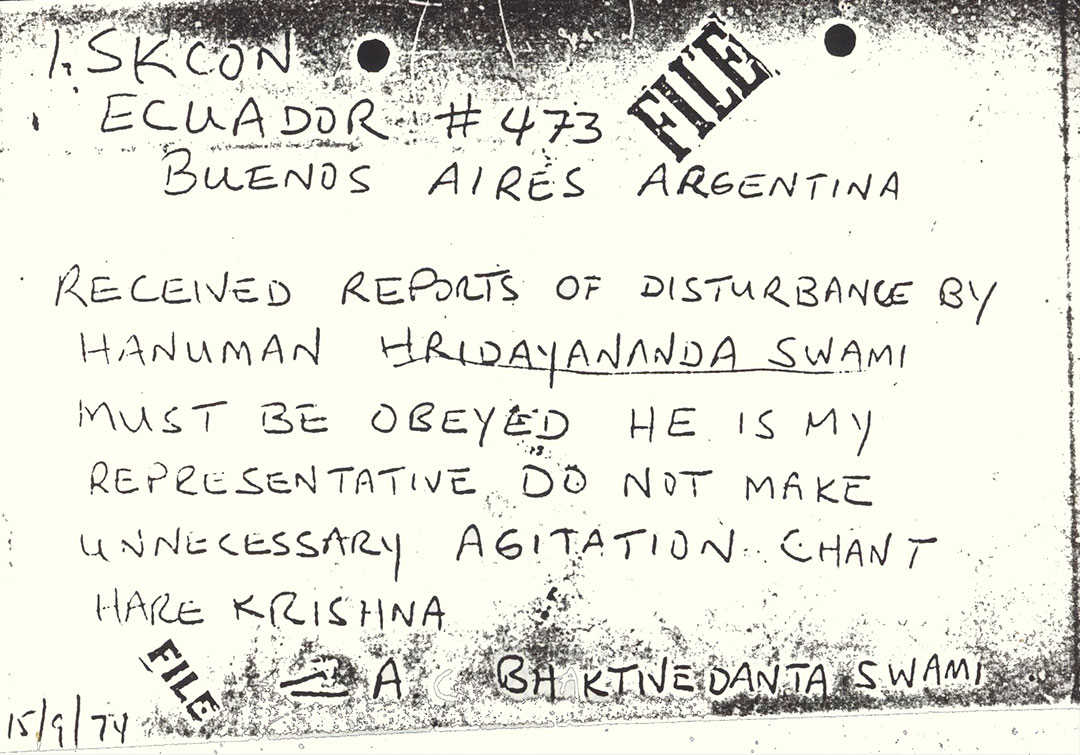 ISKCON
ECUADOR #473
FILE
BUENOS AIRES ARGENTINA
RECEIVED REPORTS OF DISTURBANCE BY
HANUMAN HRIDAYANANDA SWAMI
MUST BE OBEYED HE IS MY
REPRESENTATIVE DO NOT MAKE
UNNECESSARY AGITATION CHANT
HARE KRISHNA
FILE
A C BHAKTIVEDANTA SWAMI
15/9/74